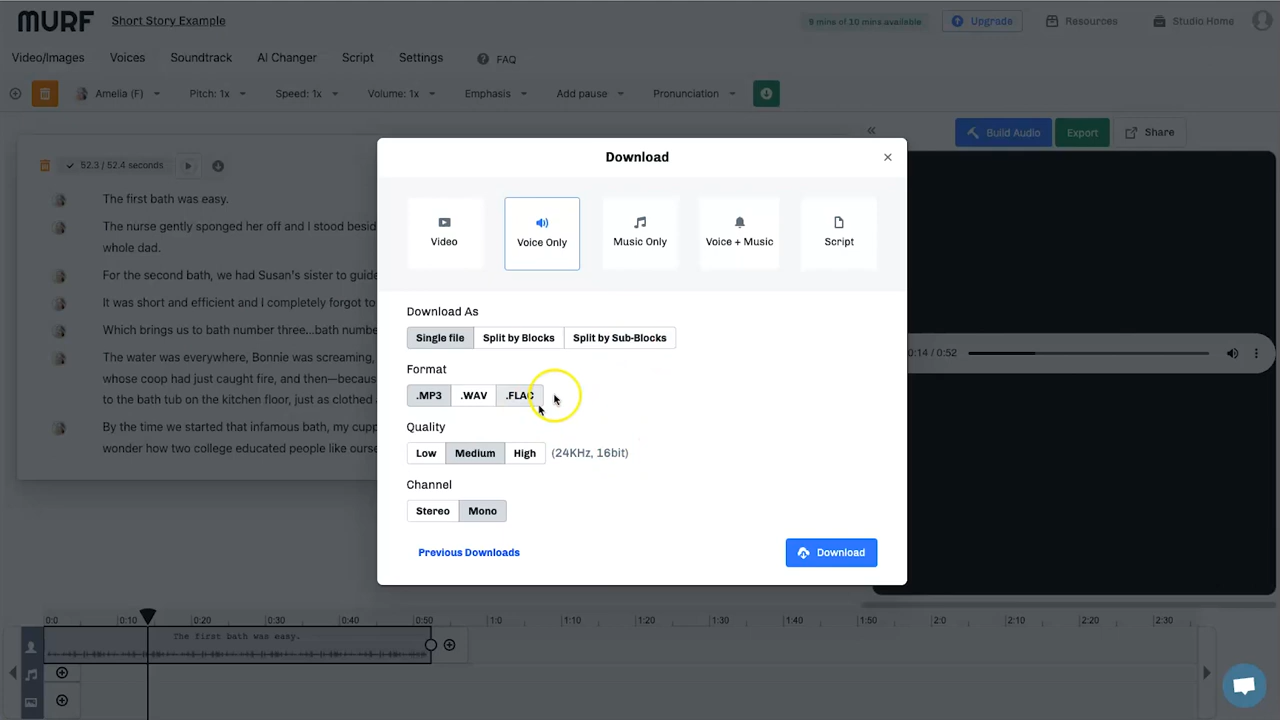 MURF Short Story Example 9 mins of 10 mins available Upgrade Resources Studio Home
Video/Images Voices Soundtrack AI Changer Script Settings FAQ
Amelia (F) Pitch: 1x Speed: 1x Volume: 1x Emphasis Add pause Pronunciation
Build Audio Export Share
52.3 / 52.4 seconds
The first bath was easy.
The nurse gently sponged her off and I stood besid
whole dad.
For the second bath, we had Susan's sister to guide
It was short and efficient and I completely forgot to
Which brings us to bath number three...bath numbe
The water was everywhere, Bonnie was screaming,
whose coop had just caught fire, and then—becaus
to the bath tub on the kitchen floor, just as clothed
By the time we started that infamous bath, my cupp
wonder how two college educated people like ourse
Download
Video Voice Only Music Only Voice + Music Script
Download As
Single file Split by Blocks Split by Sub-Blocks
Format
.MP3 .WAV .FLAC
Quality
Low Medium High (24KHz, 16bit)
Channel
Stereo Mono
Previous Downloads Download
0:14 / 0:52
0:0 0:10 0:20 0:30 0:40 0:50 1:0 1:10 1:20 1:30 1:40 1:50 2:0 2:10 2:20 2:30
The first bath was easy.